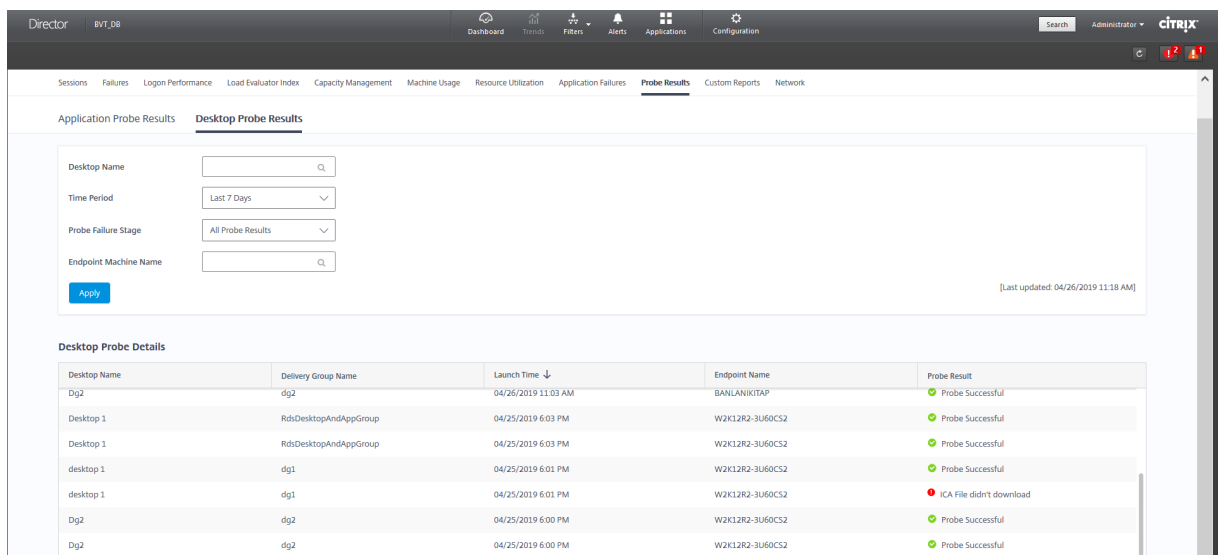 Director BVT_DB Dashboard Trends Filters Alerts Applications Configuration Search Administrator CİTRIX
2 1
Sessions Failures Logon Performance Load Evaluator Index Capacity Management Machine Usage Resource Utilization Application Failures Probe Results Custom Reports Network
Application Probe Results Desktop Probe Results
Desktop Name
Time Period Last 7 Days
Probe Failure Stage All Probe Results
Endpoint Machine Name
Apply [Last updated: 04/26/2019 11:18 AM]
Desktop Probe Details
Desktop Name Delivery Group Name Launch Time Endpoint Name Probe Result
Dg2 dg2 04/26/2019 11:03 AM BANLANIKITAP Probe Successful
Desktop 1 RdsDesktopAndAppGroup 04/25/2019 6:03 PM W2K12R2-3U60CS2 Probe Successful
Desktop 1 RdsDesktopAndAppGroup 04/25/2019 6:03 PM W2K12R2-3U60CS2 Probe Successful
desktop 1 dg1 04/25/2019 6:01 PM W2K12R2-3U60CS2 Probe Successful
desktop 1 dg1 04/25/2019 6:01 PM W2K12R2-3U60CS2 ICA File didn't download
Dg2 dg2 04/25/2019 6:00 PM W2K12R2-3U60CS2 Probe Successful
Dg2 dg2 04/25/2019 6:00 PM W2K12R2-3U60CS2 Probe Successful